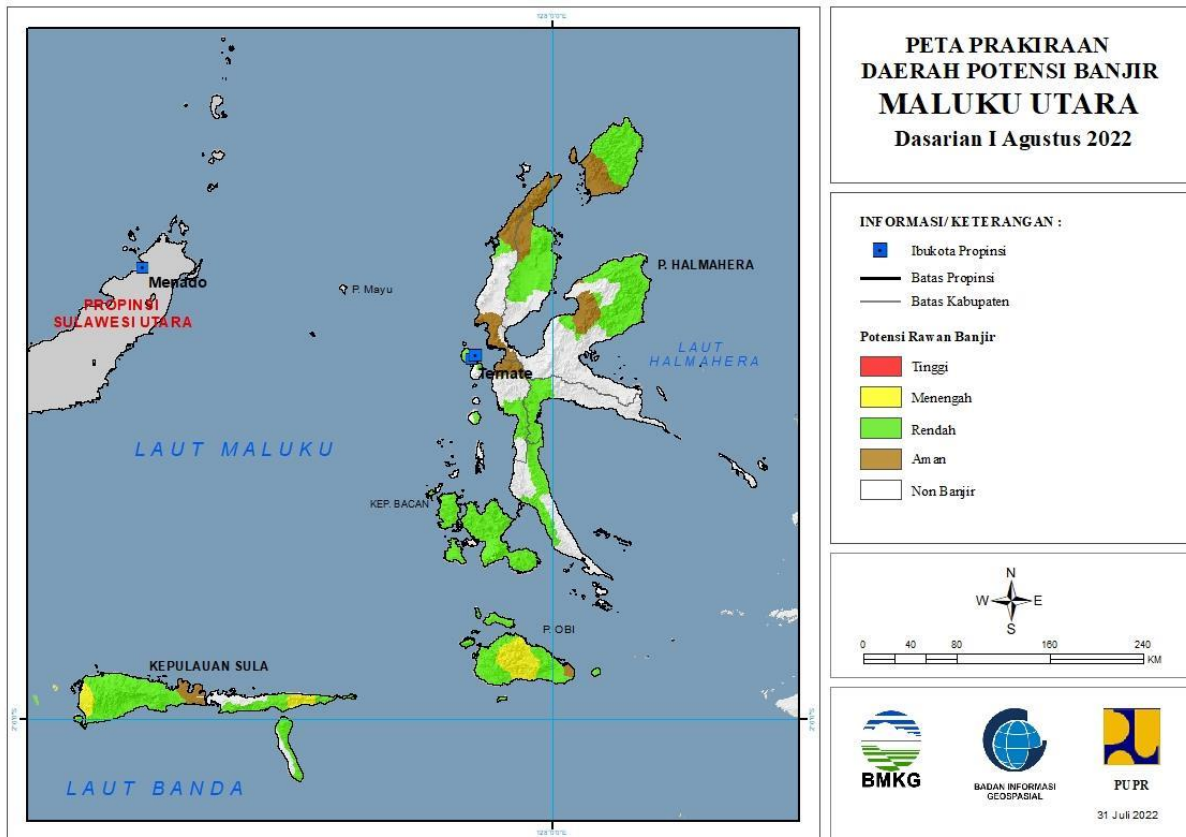 PETA PRAKIRAAN
DAERAH POTENSI BANJIR
MALUKU UTARA
Dasarian I Agustus 2022
INFORMASI/ KETERANGAN :
Ibukota Propinsi
Batas Propinsi
Batas Kabupaten
Potensi Rawan Banjir
Tinggi
Menengah
Rendah
Aman
Non Banjir
N
W E
S
0 40 80 160 240
KM
BMKG
BADAN INFORMASI
GEOSPASIAL
PU
PUPR
31 Juli 2022
Menado
PROPINSI
SULAWESI UTARA
P. Mayu
P. HALMAHERA
LAUT
HALMAHERA
Ternate
LAUT MALUKU
KEP. BACAN
P. OBI
KEPULAUAN SULA
LAUT BANDA